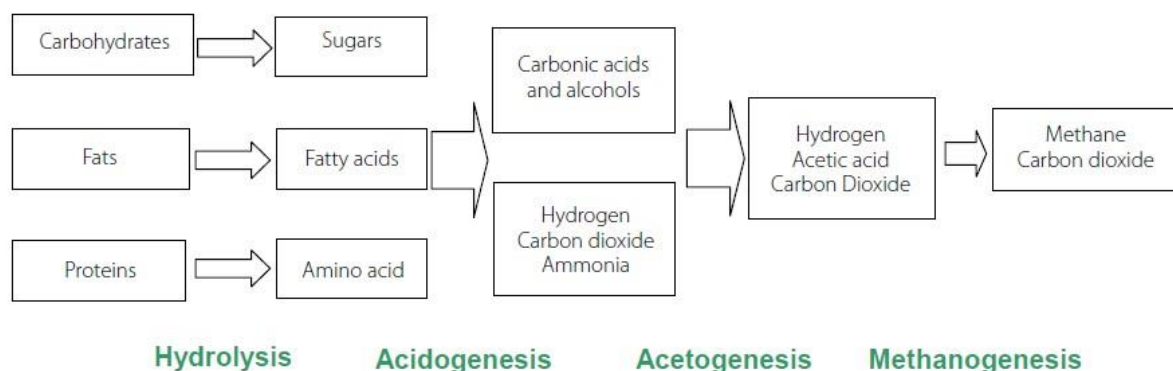 Carbohydrates
Sugars
Fats
Fatty acids
Proteins
Amino acid
Carbonic acids
and alcohols
Hydrogen
Carbon dioxide
Ammonia
Hydrogen
Acetic acid
Carbon Dioxide
Methane
Carbon dioxide
Hydrolysis
Acidogenesis
Acetogenesis
Methanogenesis